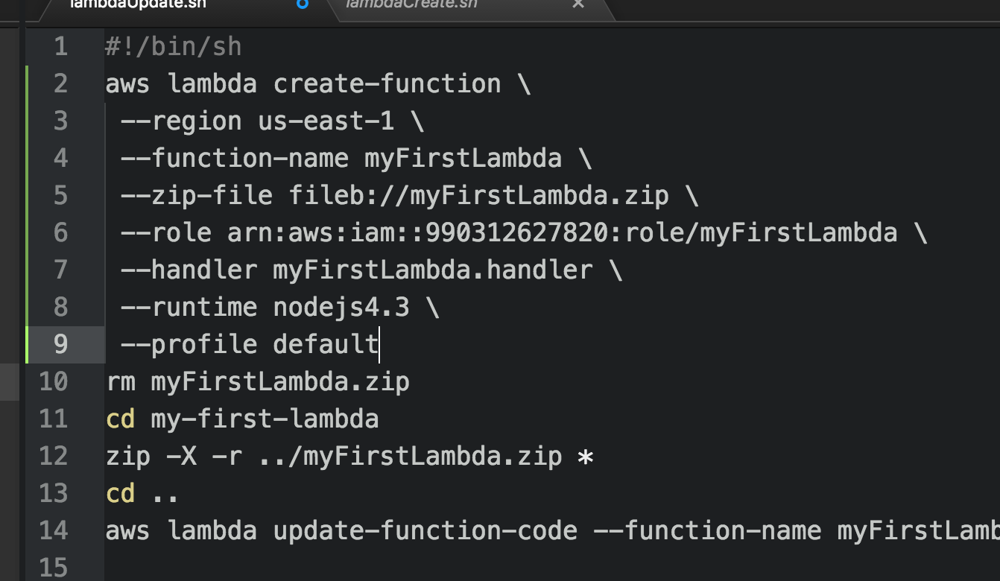 lambdaUpdate.sh lambdaCreate.sh ×
1 #!/bin/sh
2 aws lambda create-function \
3 --region us-east-1 \
4 --function-name myFirstLambda \
5 --zip-file fileb://myFirstLambda.zip \
6 --role arn:aws:iam::990312627820:role/myFirstLambda \
7 --handler myFirstLambda.handler \
8 --runtime nodejs4.3 \
9 --profile default
10 rm myFirstLambda.zip
11 cd my-first-lambda
12 zip -X -r ../myFirstLambda.zip *
13 cd ..
14 aws lambda update-function-code --function-name myFirstLamb
15